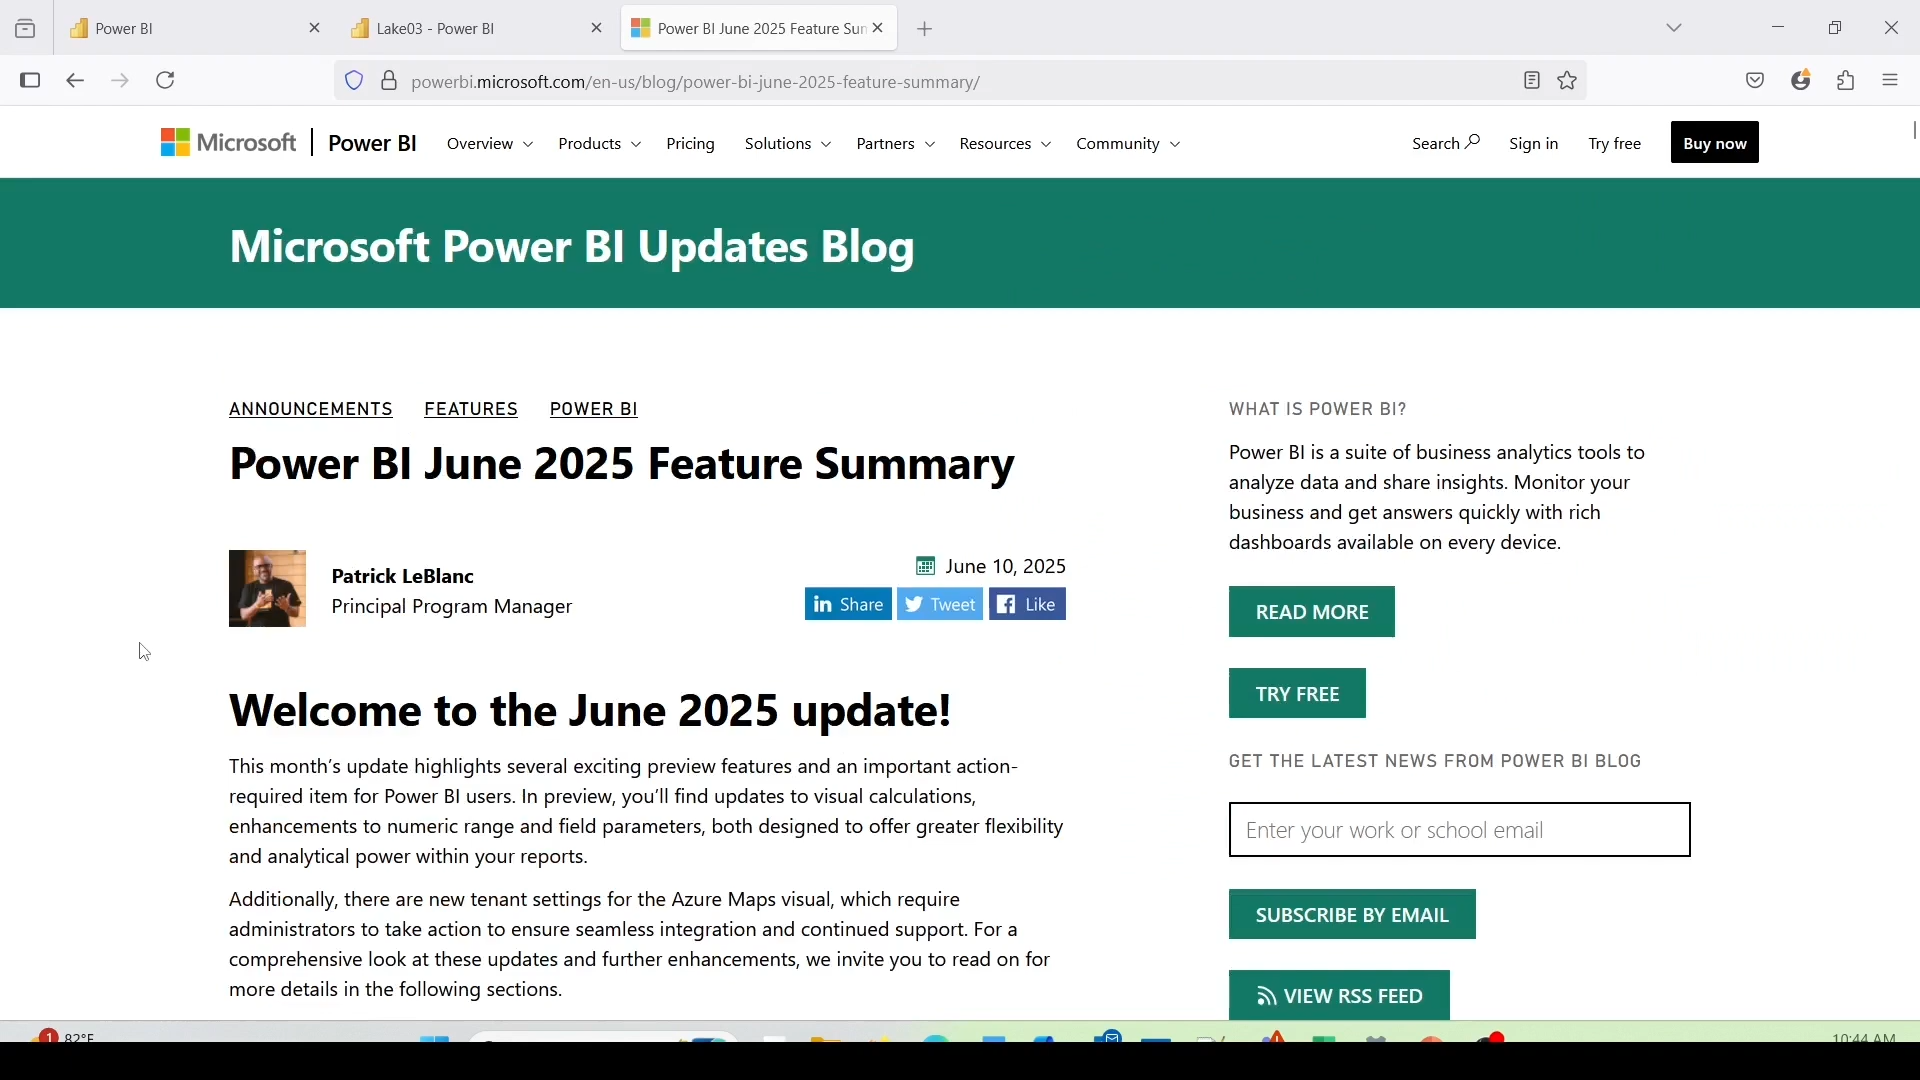 Power BI
Lake03 - Power BI
Power BI June 2025 Feature Sum
powerbi.microsoft.com/en-us/blog/power-bi-june-2025-feature-summary/
Microsoft Power BI Overview Products Pricing Solutions Partners Resources Community Search Sign in Try free Buy now
Microsoft Power BI Updates Blog
ANNOUNCEMENTS FEATURES POWER BI
Power BI June 2025 Feature Summary
Patrick LeBlanc
Principal Program Manager
June 10, 2025
Share Tweet Like
Welcome to the June 2025 update!
This month’s update highlights several exciting preview features and an important action-
required item for Power BI users. In preview, you’ll find updates to visual calculations,
enhancements to numeric range and field parameters, both designed to offer greater flexibility
and analytical power within your reports.
Additionally, there are new tenant settings for the Azure Maps visual, which require
administrators to take action to ensure seamless integration and continued support. For a
comprehensive look at these updates and further enhancements, we invite you to read on for
more details in the following sections.
WHAT IS POWER BI?
Power BI is a suite of business analytics tools to
analyze data and share insights. Monitor your
business and get answers quickly with rich
dashboards available on every device.
READ MORE
TRY FREE
GET THE LATEST NEWS FROM POWER BI BLOG
Enter your work or school email
SUBSCRIBE BY EMAIL
VIEW RSS FEED
1 82°F
10:44 AM